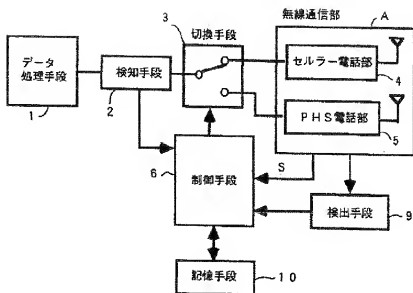 無線通信部
A
3
切換手段
データ
処理手段
1
検知手段
2
セルラー電話部
4
PHS電話部
5
制御手段
6
S
検出手段
9
記憶手段
10